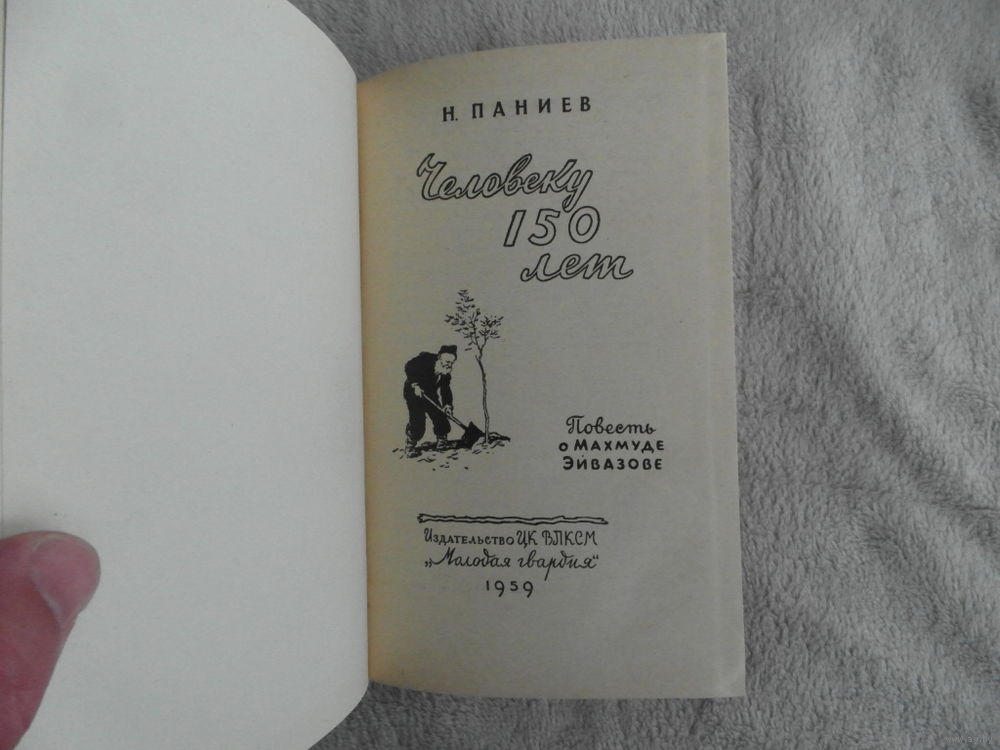 Н. ПАНИЕВ
Человеку
150
лет
Повесть
о МАХМУДЕ
ЭЙВАЗОВЕ
Издательство ЦК ВЛКСМ
„Молодая гвардия“
1959